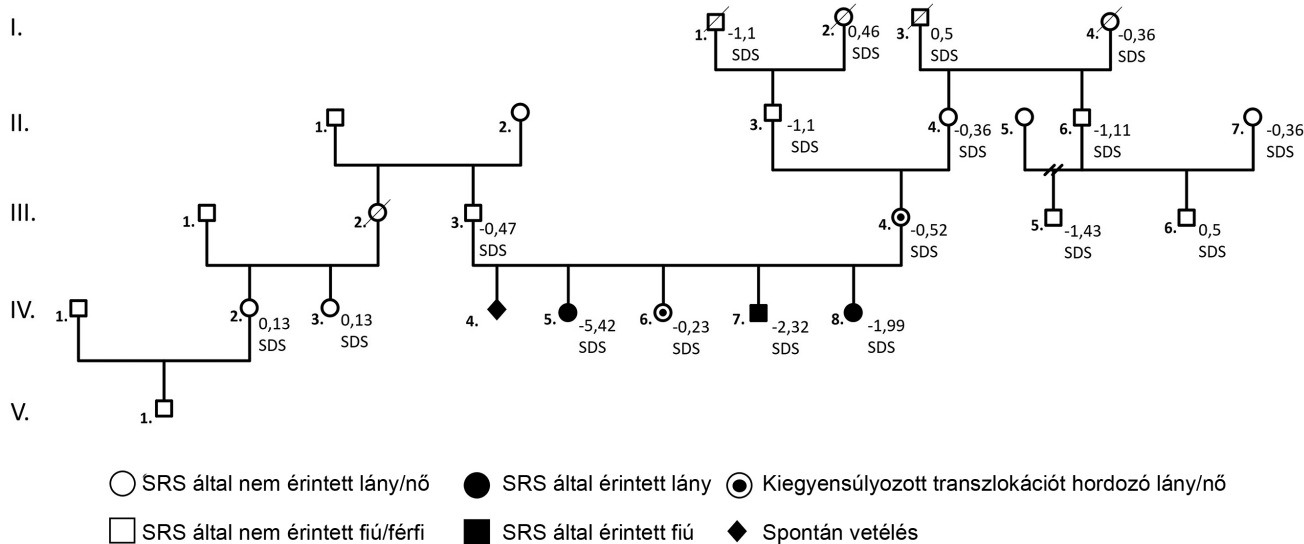 I.
1. -1,1 SDS
2. 0,46 SDS
3. 0,5 SDS
4. -0,36 SDS
II.
1.
2.
3. -1,1 SDS
4. -0,36 SDS
5.
6. -1,11 SDS
7. -0,36 SDS
III.
1.
2.
3. -0,47 SDS
4. -0,52 SDS
5. -1,43 SDS
6. 0,5 SDS
IV.
1.
2. 0,13 SDS
3. 0,13 SDS
4.
5. -5,42 SDS
6. -0,23 SDS
7. -2,32 SDS
8. -1,99 SDS
V.
1.
SRS által nem érintett lány/nő
SRS által érintett lány
Kiegyensúlyozott transzlokációt hordozó lány/nő
SRS által nem érintett fiú/férfi
SRS által érintett fiú
Spontán vetélés